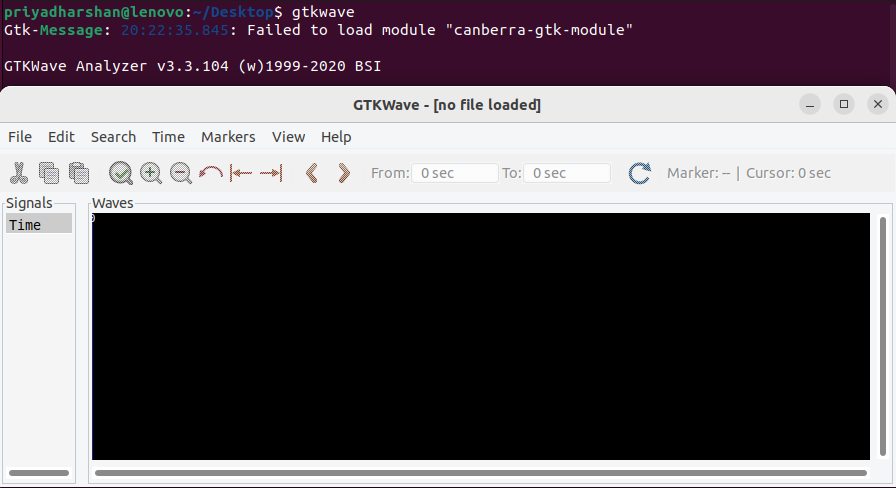 priyadharshan@lenovo:~/Desktop$ gtkwave
Gtk-Message: 20:22:35.845: Failed to load module "canberra-gtk-module"
GTKWave Analyzer v3.3.104 (w)1999-2020 BSI
GTKWave - [no file loaded]
File Edit Search Time Markers View Help
From: 0 sec To: 0 sec Marker: -- | Cursor: 0 sec
Signals Waves
Time 0